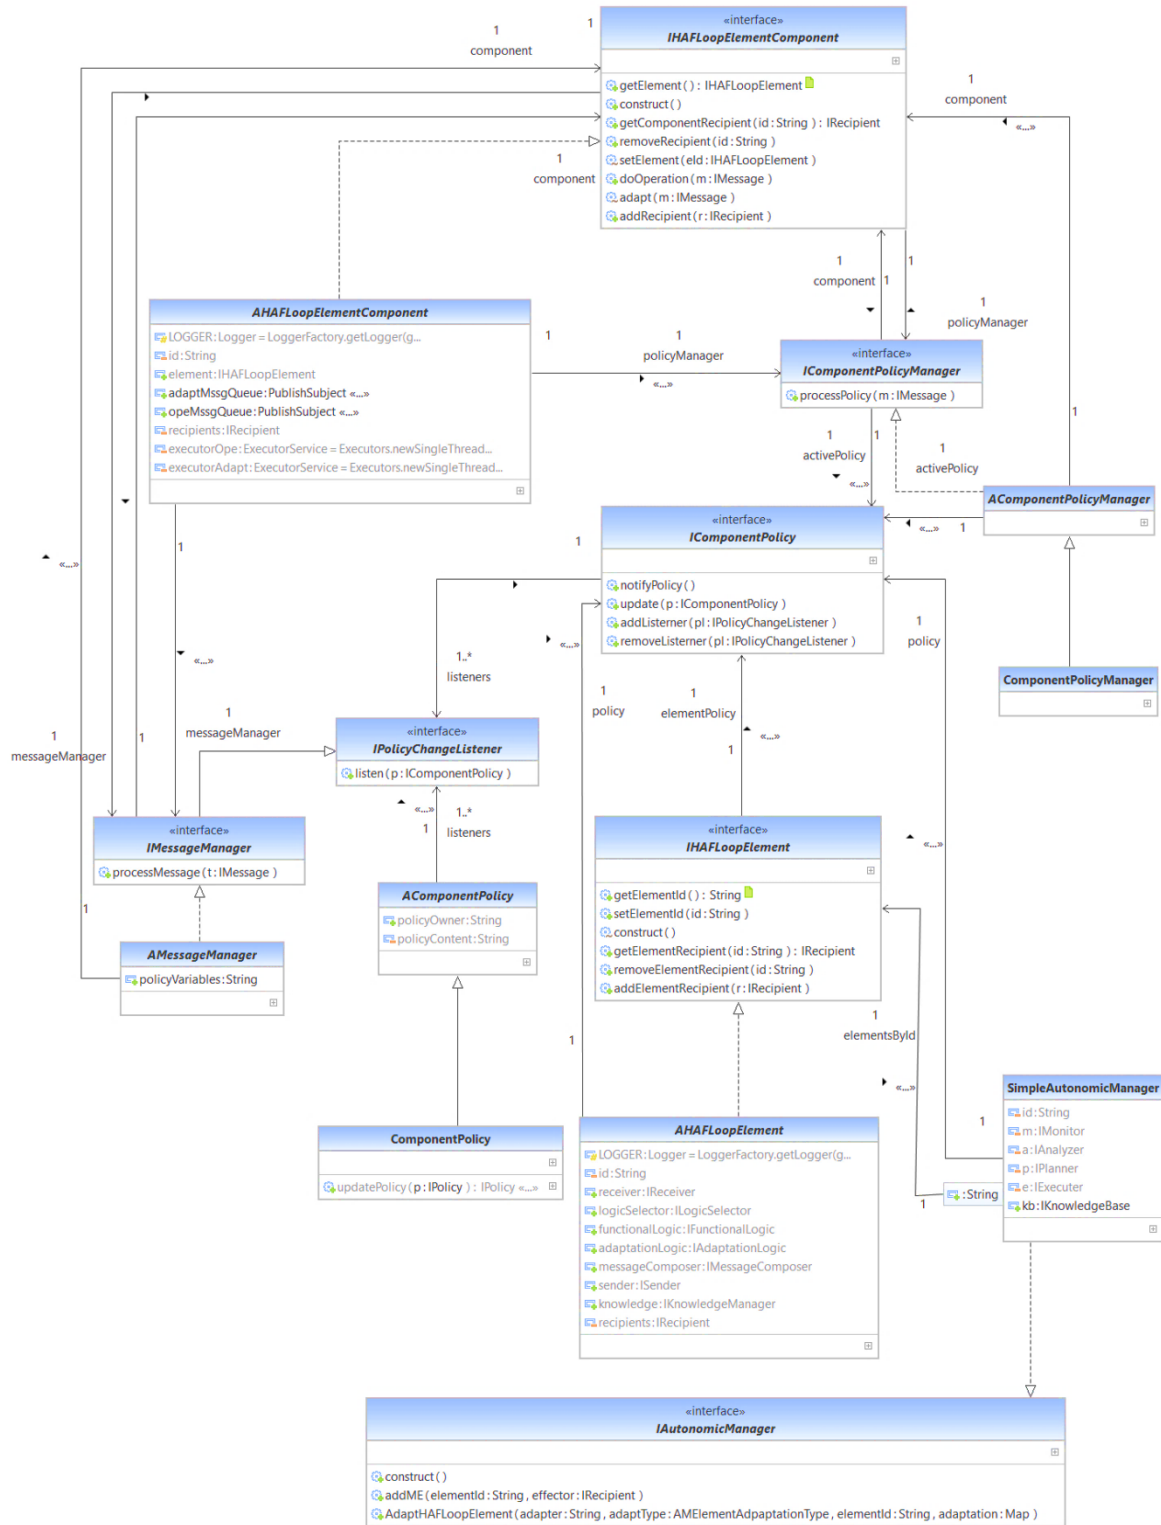 «interface»
IHAFLoopElementComponent
getElement ( ) : IHAFLoopElement
construct ( )
getComponentRecipient ( id : String ) : IRecipient
removeRecipient ( id : String )
setElement ( eId : IHAFLoopElement )
doOperation ( m : IMessage )
adapt ( m : IMessage )
addRecipient ( r : IRecipient )
1
component
1
1
component
«...»
1
component
AHAFLoopElementComponent
LOGGER : Logger = LoggerFactory.getLogger(g...
id : String
element : IHAFLoopElement
adaptMssgQueue : PublishSubject «...»
opeMssgQueue : PublishSubject «...»
recipients : IRecipient
executorOpe : ExecutorService = Executors.newSingleThread...
executorAdapt : ExecutorService = Executors.newSingleThread...
1
policyManager
«...»
1
component
1
1
1
policyManager
«interface»
IComponentPolicyManager
processPolicy ( m : IMessage )
1
activePolicy
«...»
1
1
activePolicy
1
AComponentPolicyManager
«...»
1
ComponentPolicyManager
«interface»
IComponentPolicy
notifyPolicy ( )
update ( p : IComponentPolicy )
addListerner ( pl : IPolicyChangeListener )
removeListerner ( pl : IPolicyChangeListener )
1
1..*
listeners
«...»
1
policy
1
elementPolicy
«...»
1
1
policy
«...»
1
«...»
«...»
1
messageManager
1
1
messageManager
«interface»
IPolicyChangeListener
listen ( p : IComponentPolicy )
«...»
1..*
listeners
1
«interface»
IMessageManager
processMessage ( t : IMessage )
1
AMessageManager
policyVariables : String
AComponentPolicy
policyOwner : String
policyContent : String
ComponentPolicy
updatePolicy ( p : IPolicy ) : IPolicy «...»
«interface»
IHAFLoopElement
getElementId ( ) : String
setElementId ( id : String )
construct ( )
getElementRecipient ( id : String ) : IRecipient
removeElementRecipient ( id : String )
addElementRecipient ( r : IRecipient )
1
1
elementsById
«...»
1
1
: String
AHAFLoopElement
LOGGER : Logger = LoggerFactory.getLogger(g...
id : String
receiver : IReceiver
logicSelector : ILogicSelector
functionalLogic : IFunctionalLogic
adaptationLogic : IAdaptationLogic
messageComposer : IMessageComposer
sender : ISender
knowledge : IKnowledgeManager
recipients : IRecipient
SimpleAutonomicManager
id : String
m : IMonitor
a : IAnalyzer
p : IPlanner
e : IExecuter
kb : IKnowledgeBase
«interface»
IAutonomicManager
construct ( )
addME ( elementId : String , effector : IRecipient )
AdaptHAFLoopElement ( adapter : String , adaptType : AMElementAdpaptationType , elementId : String , adaptation : Map )